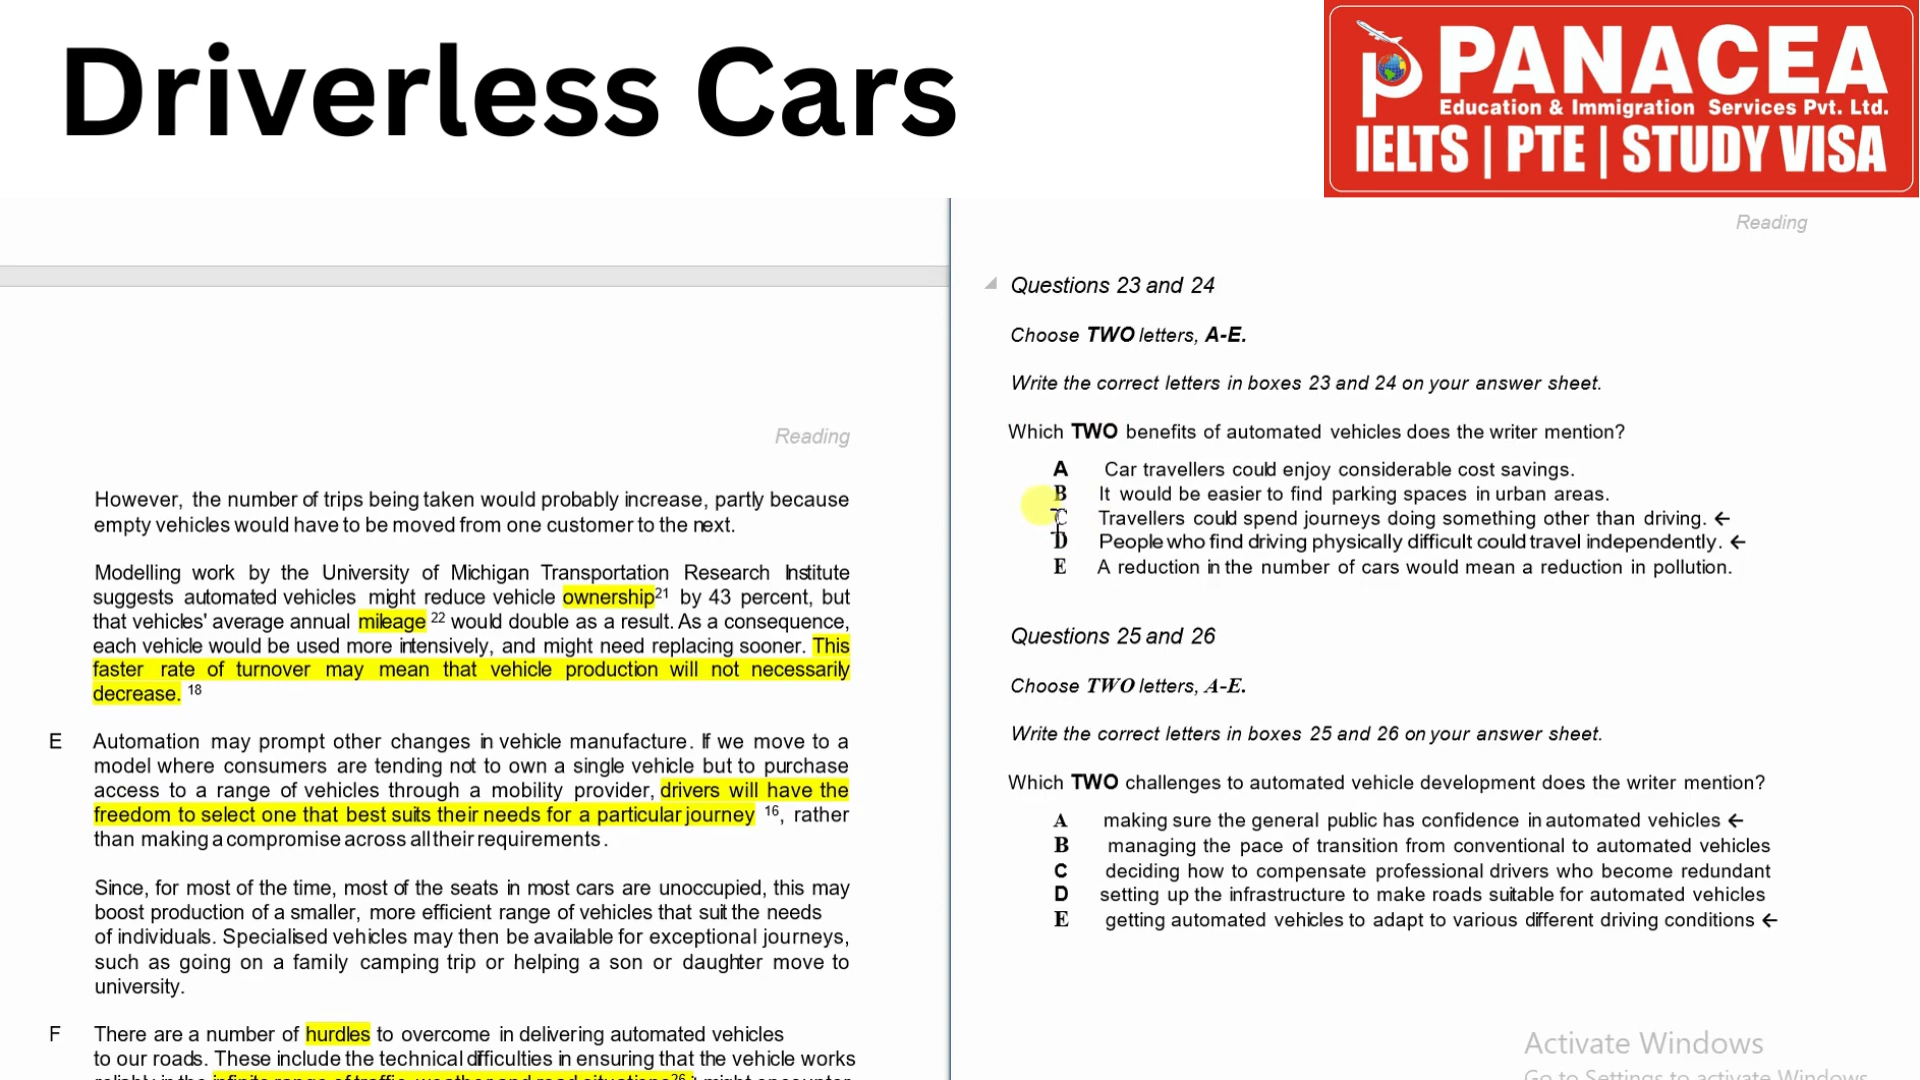 Driverless Cars
PANACEA
Education & Immigration Services Pvt. Ltd.
IELTS | PTE | STUDY VISA
Reading
However, the number of trips being taken would probably increase, partly because
empty vehicles would have to be moved from one customer to the next.
Modelling work by the University of Michigan Transportation Research Institute
suggests automated vehicles might reduce vehicle ownership21 by 43 percent, but
that vehicles' average annual mileage 22 would double as a result. As a consequence,
each vehicle would be used more intensively, and might need replacing sooner. This
faster rate of turnover may mean that vehicle production will not necessarily
decrease. 18
E Automation may prompt other changes in vehicle manufacture. If we move to a
model where consumers are tending not to own a single vehicle but to purchase
access to a range of vehicles through a mobility provider, drivers will have the
freedom to select one that best suits their needs for a particular journey 16, rather
than making a compromise across all their requirements.
Since, for most of the time, most of the seats in most cars are unoccupied, this may
boost production of a smaller, more efficient range of vehicles that suit the needs
of individuals. Specialised vehicles may then be available for exceptional journeys,
such as going on a family camping trip or helping a son or daughter move to
university.
F There are a number of hurdles to overcome in delivering automated vehicles
to our roads. These include the technical difficulties in ensuring that the vehicle works
Reading
Questions 23 and 24
Choose TWO letters, A-E.
Write the correct letters in boxes 23 and 24 on your answer sheet.
Which TWO benefits of automated vehicles does the writer mention?
A Car travellers could enjoy considerable cost savings.
B It would be easier to find parking spaces in urban areas.
C Travellers could spend journeys doing something other than driving. ←
D People who find driving physically difficult could travel independently. ←
E A reduction in the number of cars would mean a reduction in pollution.
Questions 25 and 26
Choose TWO letters, A-E.
Write the correct letters in boxes 25 and 26 on your answer sheet.
Which TWO challenges to automated vehicle development does the writer mention?
A making sure the general public has confidence in automated vehicles ←
B managing the pace of transition from conventional to automated vehicles
C deciding how to compensate professional drivers who become redundant
D setting up the infrastructure to make roads suitable for automated vehicles
E getting automated vehicles to adapt to various different driving conditions ←
Activate Windows
Go to Settings to activate Windows